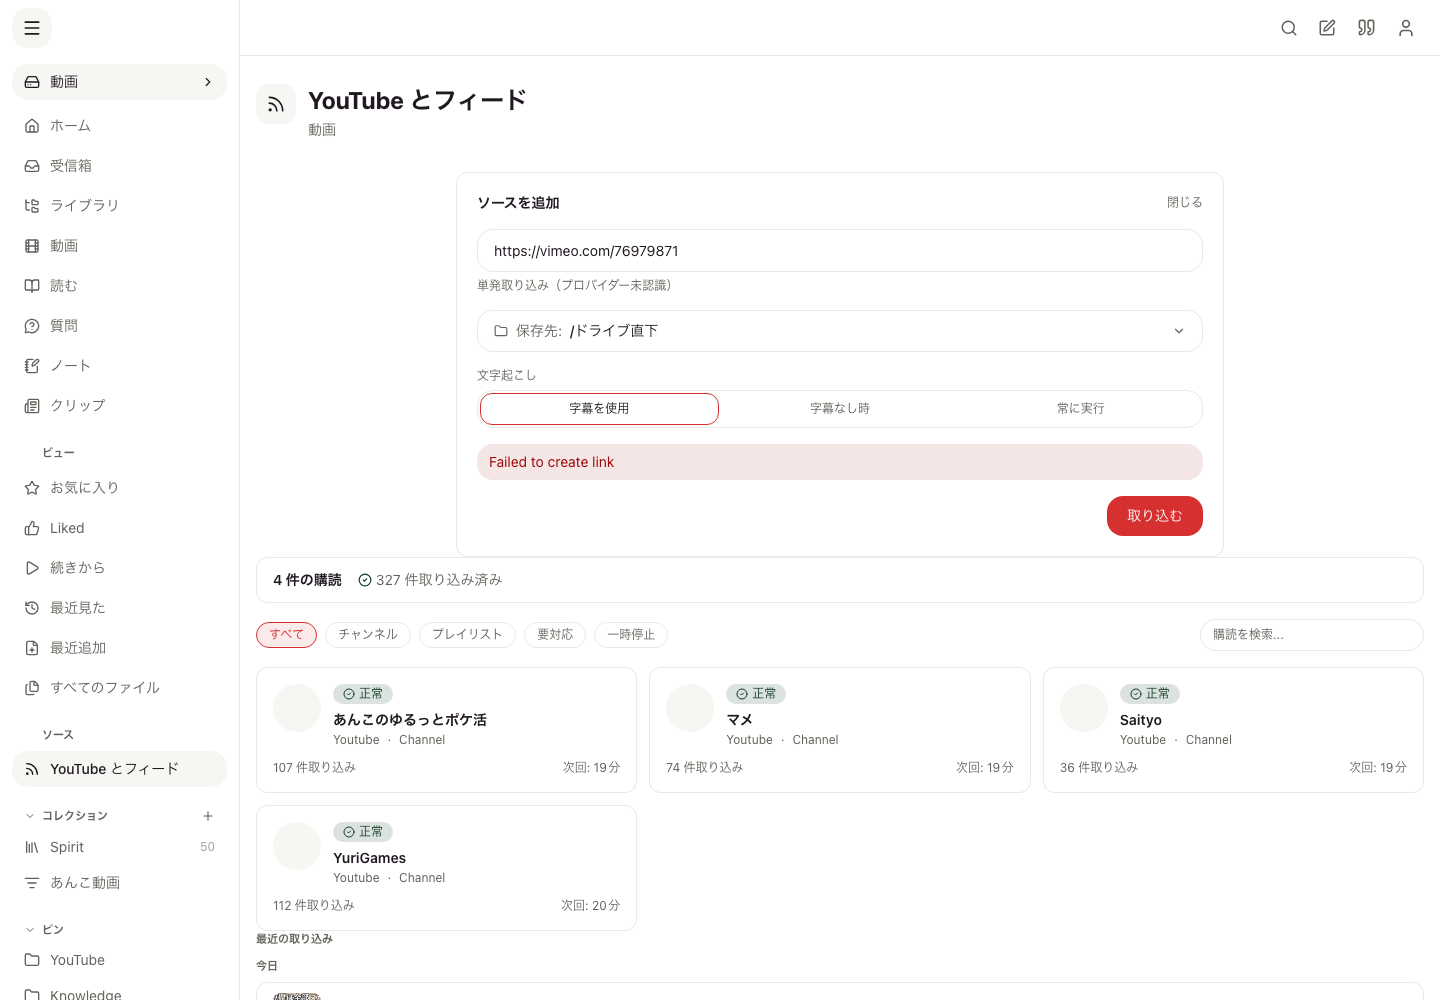 動画
ホーム
受信箱
ライブラリ
動画
読む
質問
ノート
クリップ
ビュー
お気に入り
Liked
続きから
最近見た
最近追加
すべてのファイル
ソース
YouTube とフィード
コレクション
Spirit 50
あんこ動画
ピン
YouTube
Knowledge
YouTube とフィード
動画
ソースを追加 閉じる
https://vimeo.com/76979871
単発取り込み（プロバイダー未認識）
保存先: /ドライブ直下
文字起こし
字幕を使用 字幕なし時 常に実行
Failed to create link
取り込む
4 件の購読 327 件取り込み済み
すべて チャンネル プレイリスト 要対応 一時停止 購読を検索...
正常
あんこのゆるっとポケ活
Youtube · Channel
107 件取り込み 次回: 19分
正常
マメ
Youtube · Channel
74 件取り込み 次回: 19分
正常
Saityo
Youtube · Channel
36 件取り込み 次回: 19分
正常
YuriGames
Youtube · Channel
112 件取り込み 次回: 20分
最近の取り込み
今日